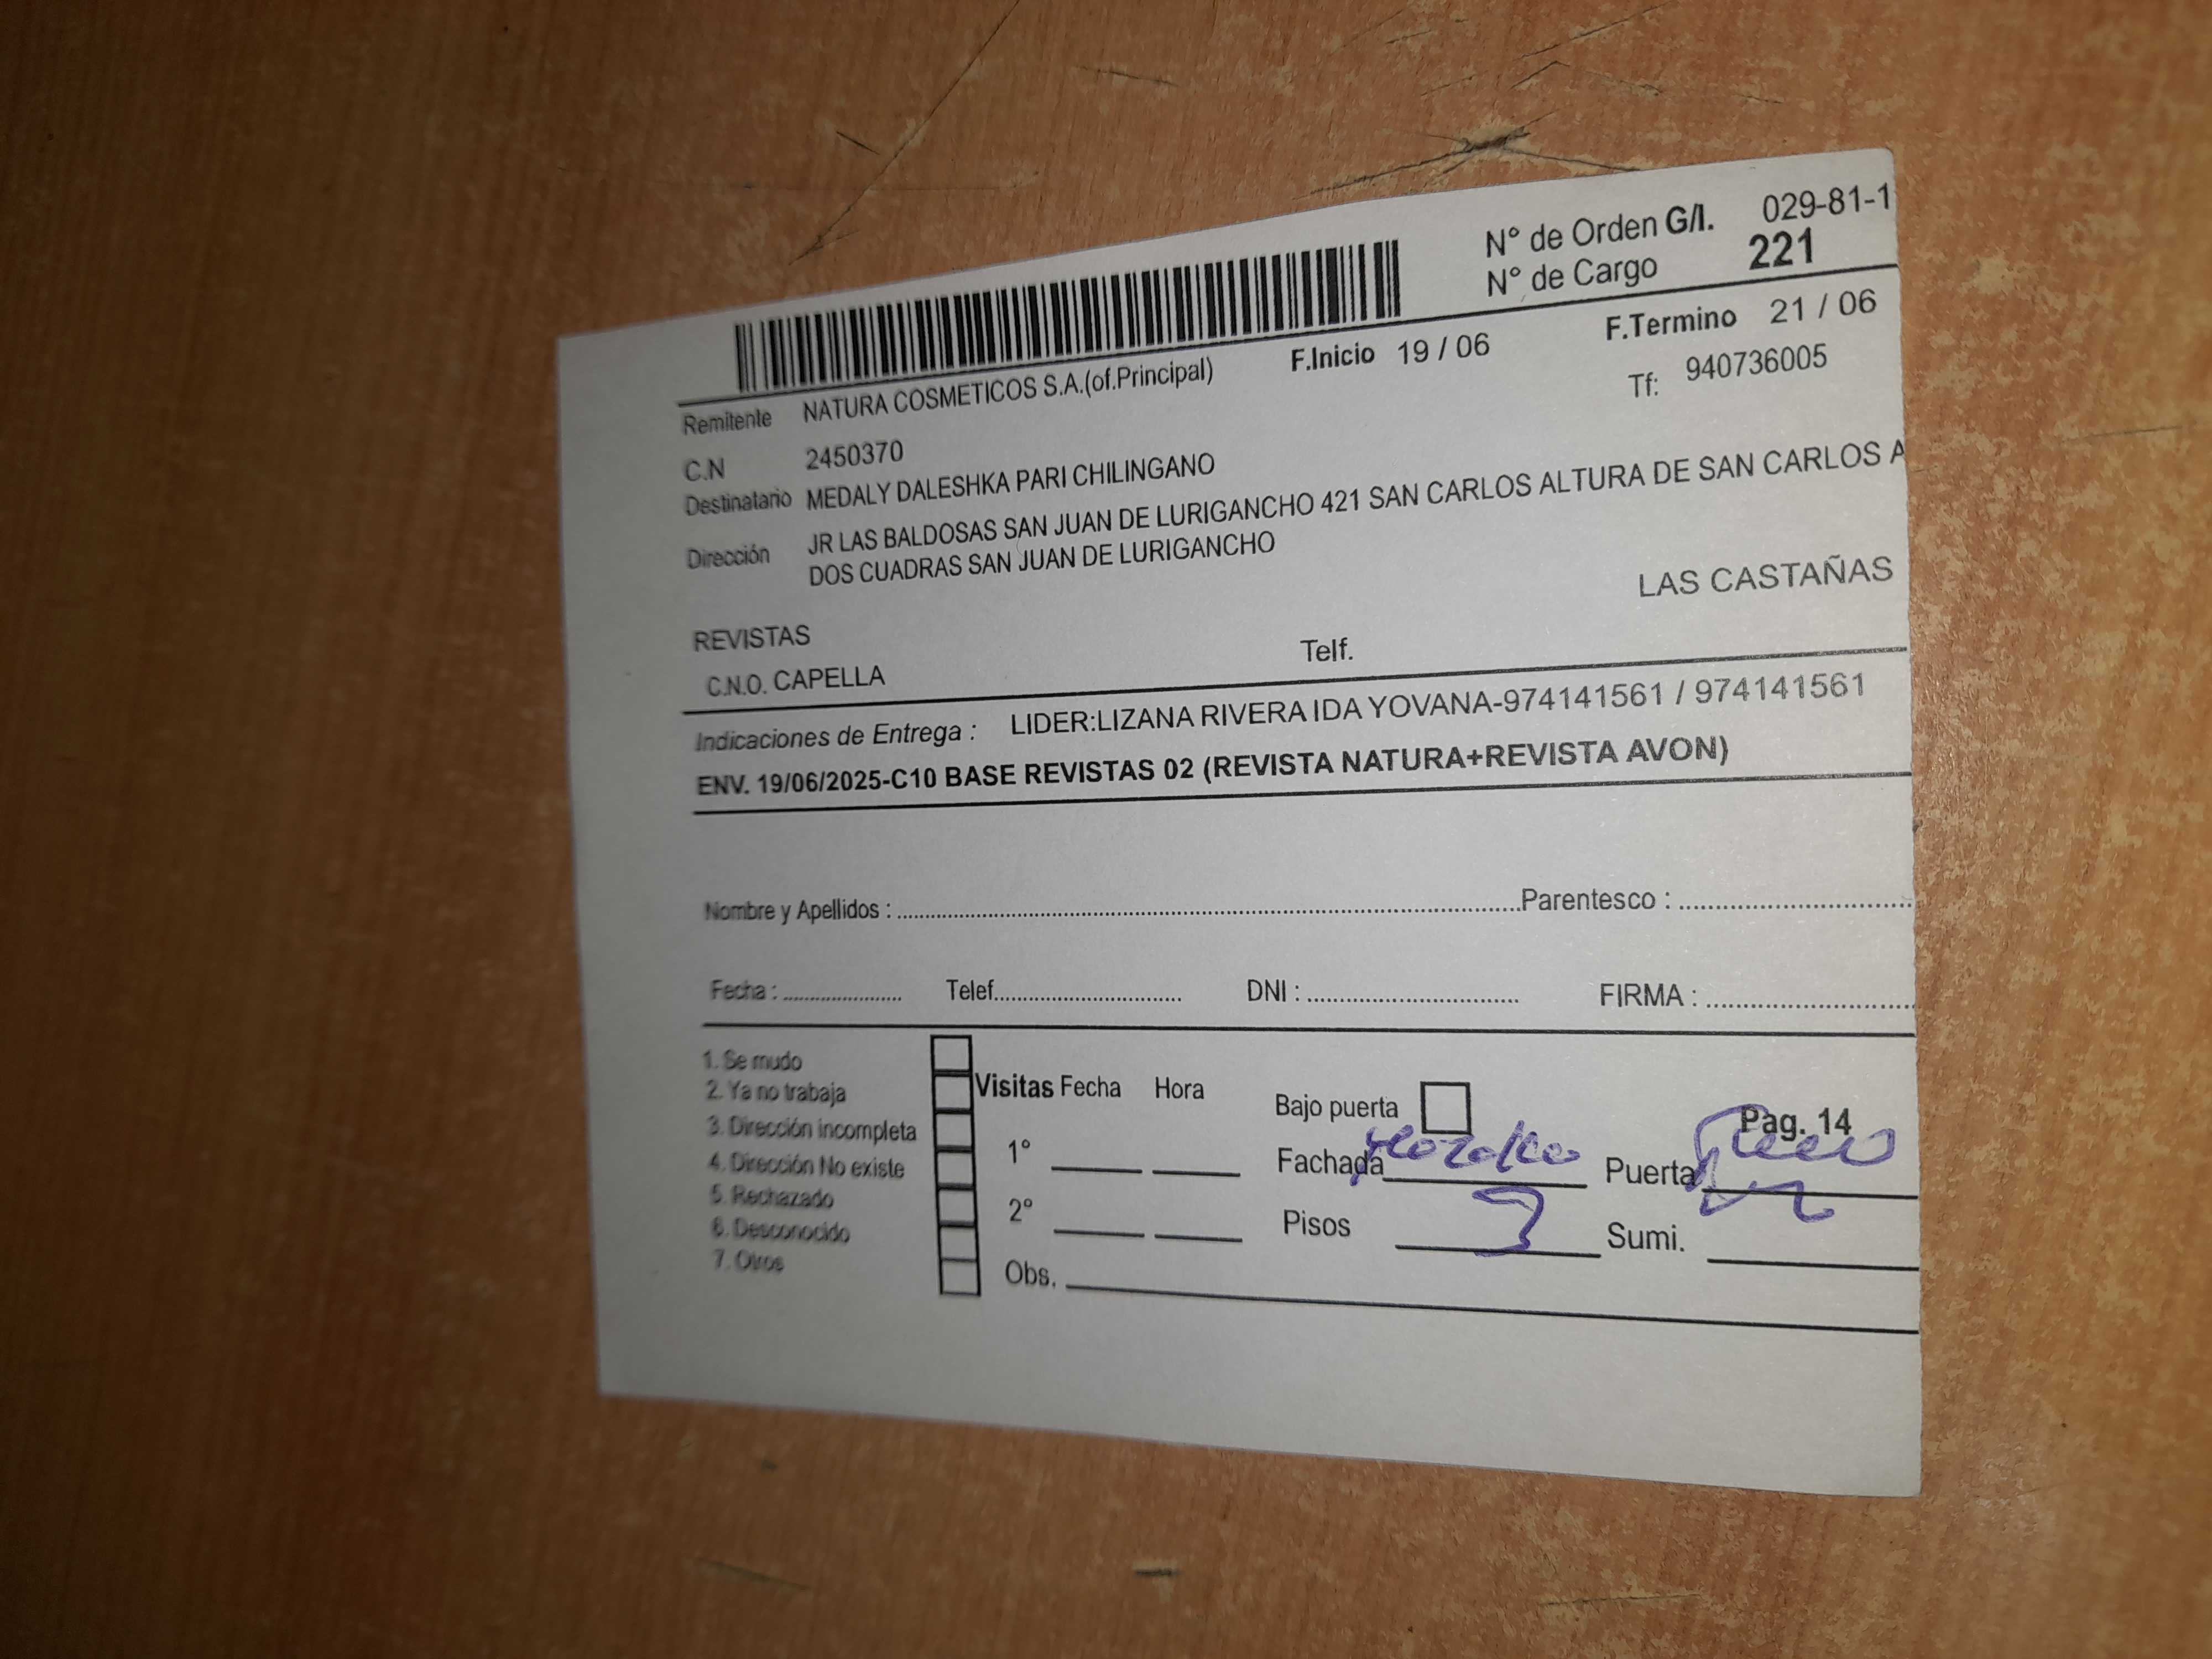 N° de Orden G/I. 029-81-1
N° de Cargo 221
F.Inicio 19 / 06 F.Termino 21 / 06
Remitente NATURA COSMETICOS S.A.(of.Principal) Tf: 940736005
C.N 2450370
Destinatario MEDALY DALESHKA PARI CHILINGANO
Dirección JR LAS BALDOSAS SAN JUAN DE LURIGANCHO 421 SAN CARLOS ALTURA DE SAN CARLOS A
DOS CUADRAS SAN JUAN DE LURIGANCHO
LAS CASTAÑAS
REVISTAS
C.N.O. CAPELLA Telf.
Indicaciones de Entrega : LIDER:LIZANA RIVERA IDA YOVANA-974141561 / 974141561
ENV. 19/06/2025-C10 BASE REVISTAS 02 (REVISTA NATURA+REVISTA AVON)
Nombre y Apellidos : Parentesco :
Fecha : Telef. DNI : FIRMA :
1. Se mudo
2. Ya no trabaja
3. Dirección incompleta
4. Dirección No existe
5. Rechazado
6. Desconocido
7. Otros
Visitas Fecha Hora
1°
2°
Obs.
Bajo puerta
Pag. 14
Fachada Puerta
Pisos 3 Sumi.